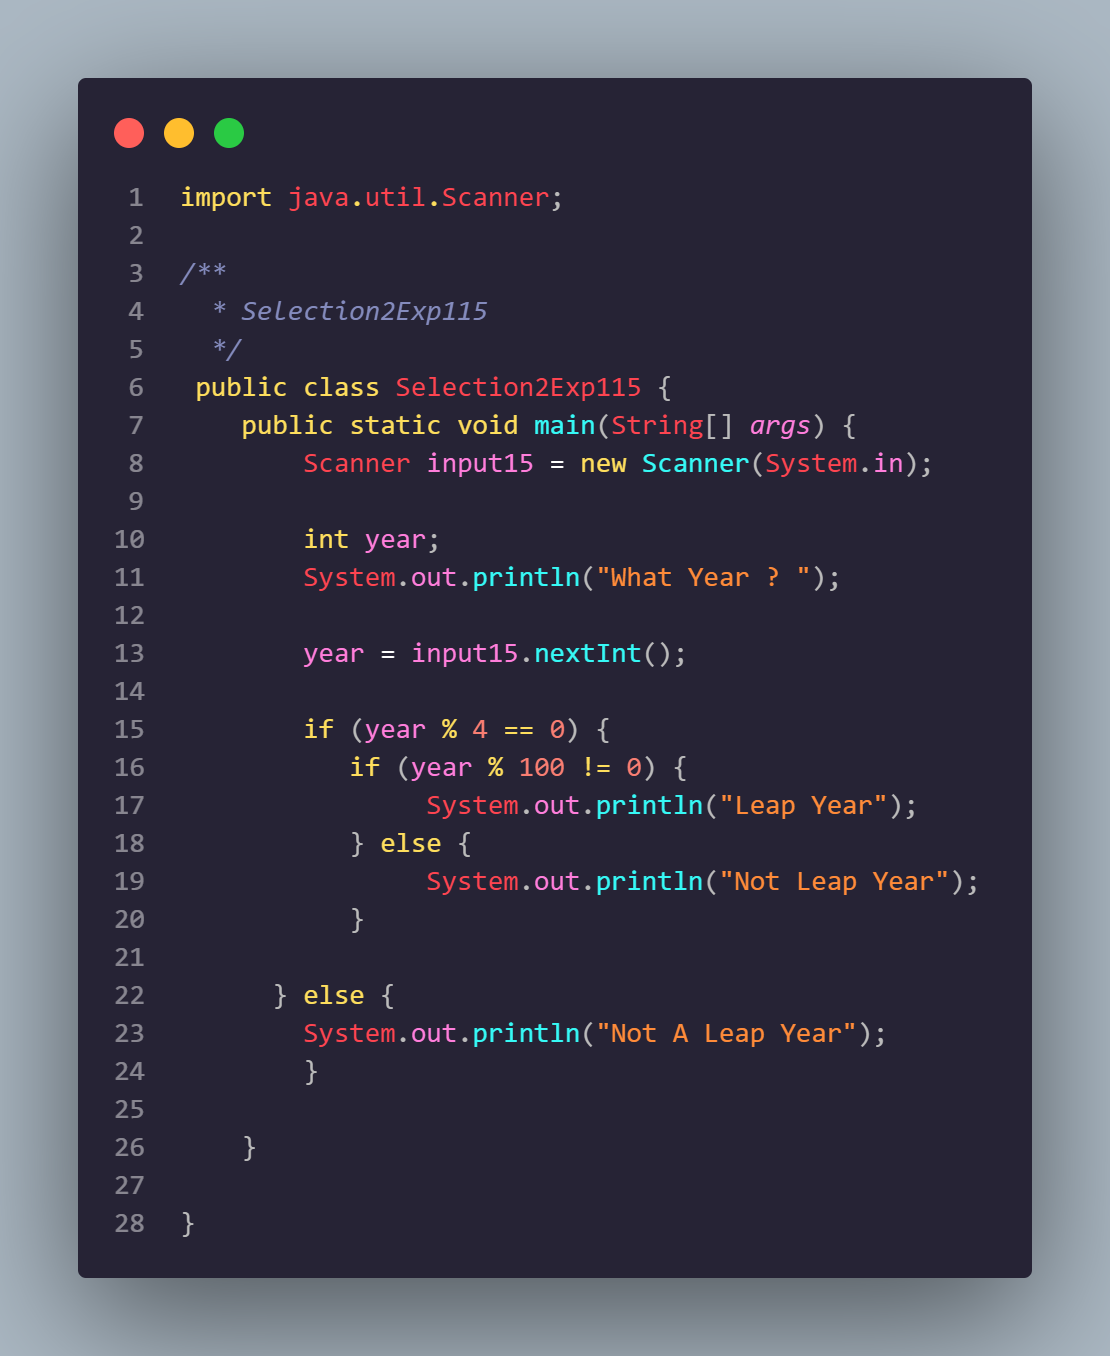 1 import java.util.Scanner;
2
3 /**
4   * Selection2Exp115
5   */
6  public class Selection2Exp115 {
7     public static void main(String[] args) {
8         Scanner input15 = new Scanner(System.in);
9
10         int year;
11         System.out.println("What Year ? ");
12
13         year = input15.nextInt();
14
15         if (year % 4 == 0) {
16            if (year % 100 != 0) {
17                 System.out.println("Leap Year");
18            } else {
19                 System.out.println("Not Leap Year");
20            }
21
22       } else {
23         System.out.println("Not A Leap Year");
24         }
25
26     }
27
28 }